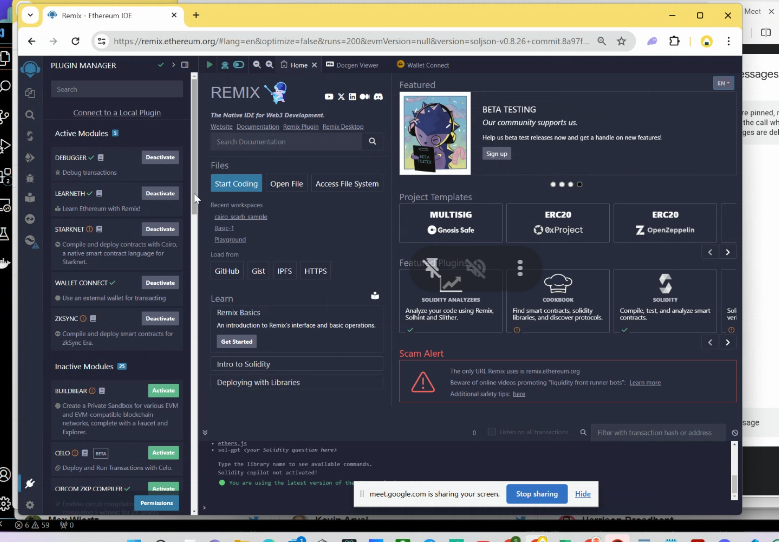 Remix - Ethereum IDE
Meet
https://remix.ethereum.org/#lang=en&optimize=false&runs=200&evmVersion=null&version=soljson-v0.8.26+commit.8a97f...
PLUGIN MANAGER
Home
Docgen Viewer
Wallet Connect
Search
Connect to a Local Plugin
Active Modules 5
DEBUGGER
Deactivate
Debug transactions
LEARNETH
Deactivate
Learn Ethereum with Remix!
STARKNET
Deactivate
Compile and deploy contracts with Cairo,
a native smart contract language for
Starknet.
WALLET CONNECT
Deactivate
Use an external wallet for transacting
ZKSYNC
Deactivate
Compile and deploy smart contracts for
zkSync Era.
Inactive Modules 25
BUILDBEAR
Activate
Create a Private Sandbox for various EVM
and EVM-compatible blockchain
networks, complete with a Faucet and
Explorer.
CELO
BETA
Activate
Deploy and Run Transactions with Celo.
CIRCOM ZKP COMPILER
Activate
Permissions
REMIX
The Native IDE for Web3 Development.
Website Documentation Remix Plugin Remix Desktop
Search Documentation
Files
Start Coding
Open File
Access File System
Recent workspaces
cairo_scarb_sample
Basic-1
Playground
Load from
GitHub
Gist
IPFS
HTTPS
Learn
Remix Basics
An introduction to Remix's interface and basic operations.
Get Started
Intro to Solidity
Deploying with Libraries
Featured
EN
BETA TESTING
Our community supports us.
Help us beta test releases now and get a handle on new features!
Sign up
Project Templates
MULTISIG
Gnosis Safe
ERC20
0xProject
ERC20
OpenZeppelin
SOLIDITY ANALYZERS
Analyze your code using Remix,
Solhint and Slither.
COOKBOOK
Find smart contracts, solidity
libraries, and discover protocols.
SOLIDITY
Compile, test, and analyze smart
contracts.
Scam Alert
The only URL Remix uses is remix.ethereum.org
Beware of online videos promoting "liquidity front runner bots". Learn more
Additional safety tips: here
0
Listen on all transactions
Filter with transaction hash or address
ethers.js
sol-gpt <your Solidity question here>
Type the library name to see available commands.
Solidity copilot not activated!
You are using the latest version of
meet.google.com is sharing your screen.
Stop sharing
Hide
essages
re pinned,
the call
ges are
ssage
6 59 0